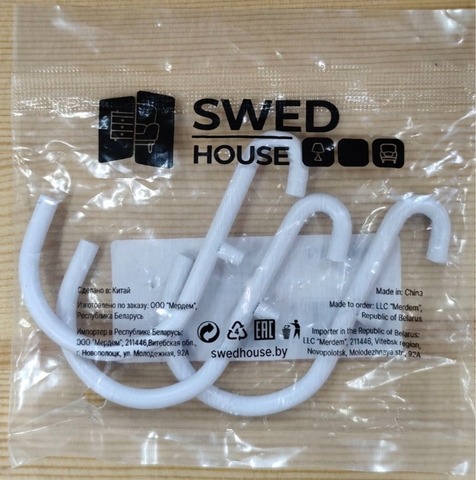 SWED
HOUSE
Сделано в: Китай
Изготовлено по заказу: ООО "Мердем",
Республика Беларусь
Импортер в Республике Беларусь:
ООО "Мердем", 211446, Витебская обл.,
г. Новополоцк, ул. Молодежная, 92А
EAC
swedhouse.by
Made in: China
Made to order: LLC "Merdem",
Republic of Belarus
Importer in the Republic of Belarus:
LLC "Merdem", 211446, Vitebsk region,
Novopolotsk, Molodezhnaya str., 92A